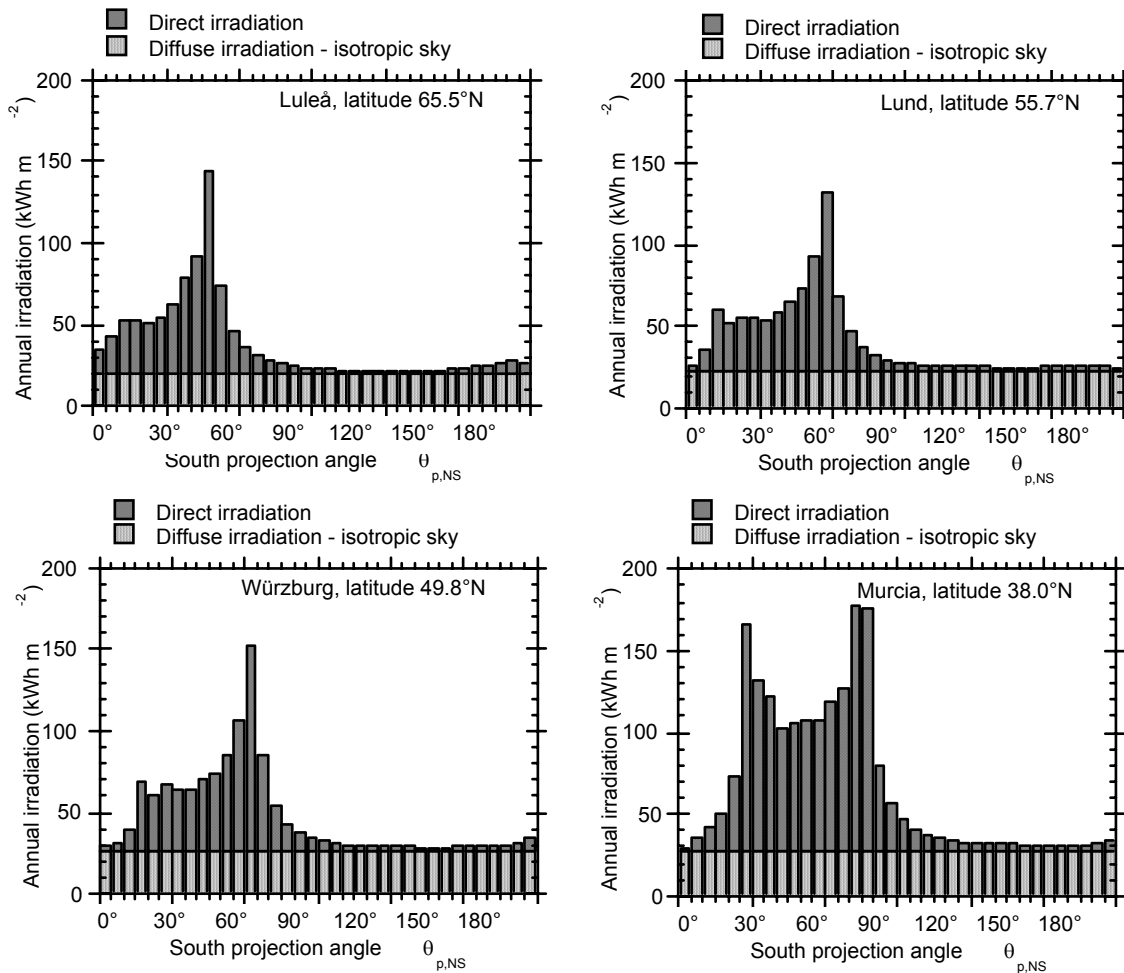 Direct irradiation
Diffuse irradiation - isotropic sky
Luleå, latitude 65.5°N
Annual irradiation (kWh m -2 )
200
150
100
50
0
0° 30° 60° 90° 120° 150° 180°
South projection angle θp,NS
Direct irradiation
Diffuse irradiation - isotropic sky
Lund, latitude 55.7°N
Annual irradiation (kWh m -2 )
200
150
100
50
0
0° 30° 60° 90° 120° 150° 180°
South projection angle θp,NS
Direct irradiation
Diffuse irradiation - isotropic sky
Würzburg, latitude 49.8°N
Annual irradiation (kWh m -2 )
200
150
100
50
0
0° 30° 60° 90° 120° 150° 180°
South projection angle θp,NS
Direct irradiation
Diffuse irradiation - isotropic sky
Murcia, latitude 38.0°N
Annual irradiation (kWh m -2 )
200
150
100
50
0
0° 30° 60° 90° 120° 150° 180°
South projection angle θp,NS